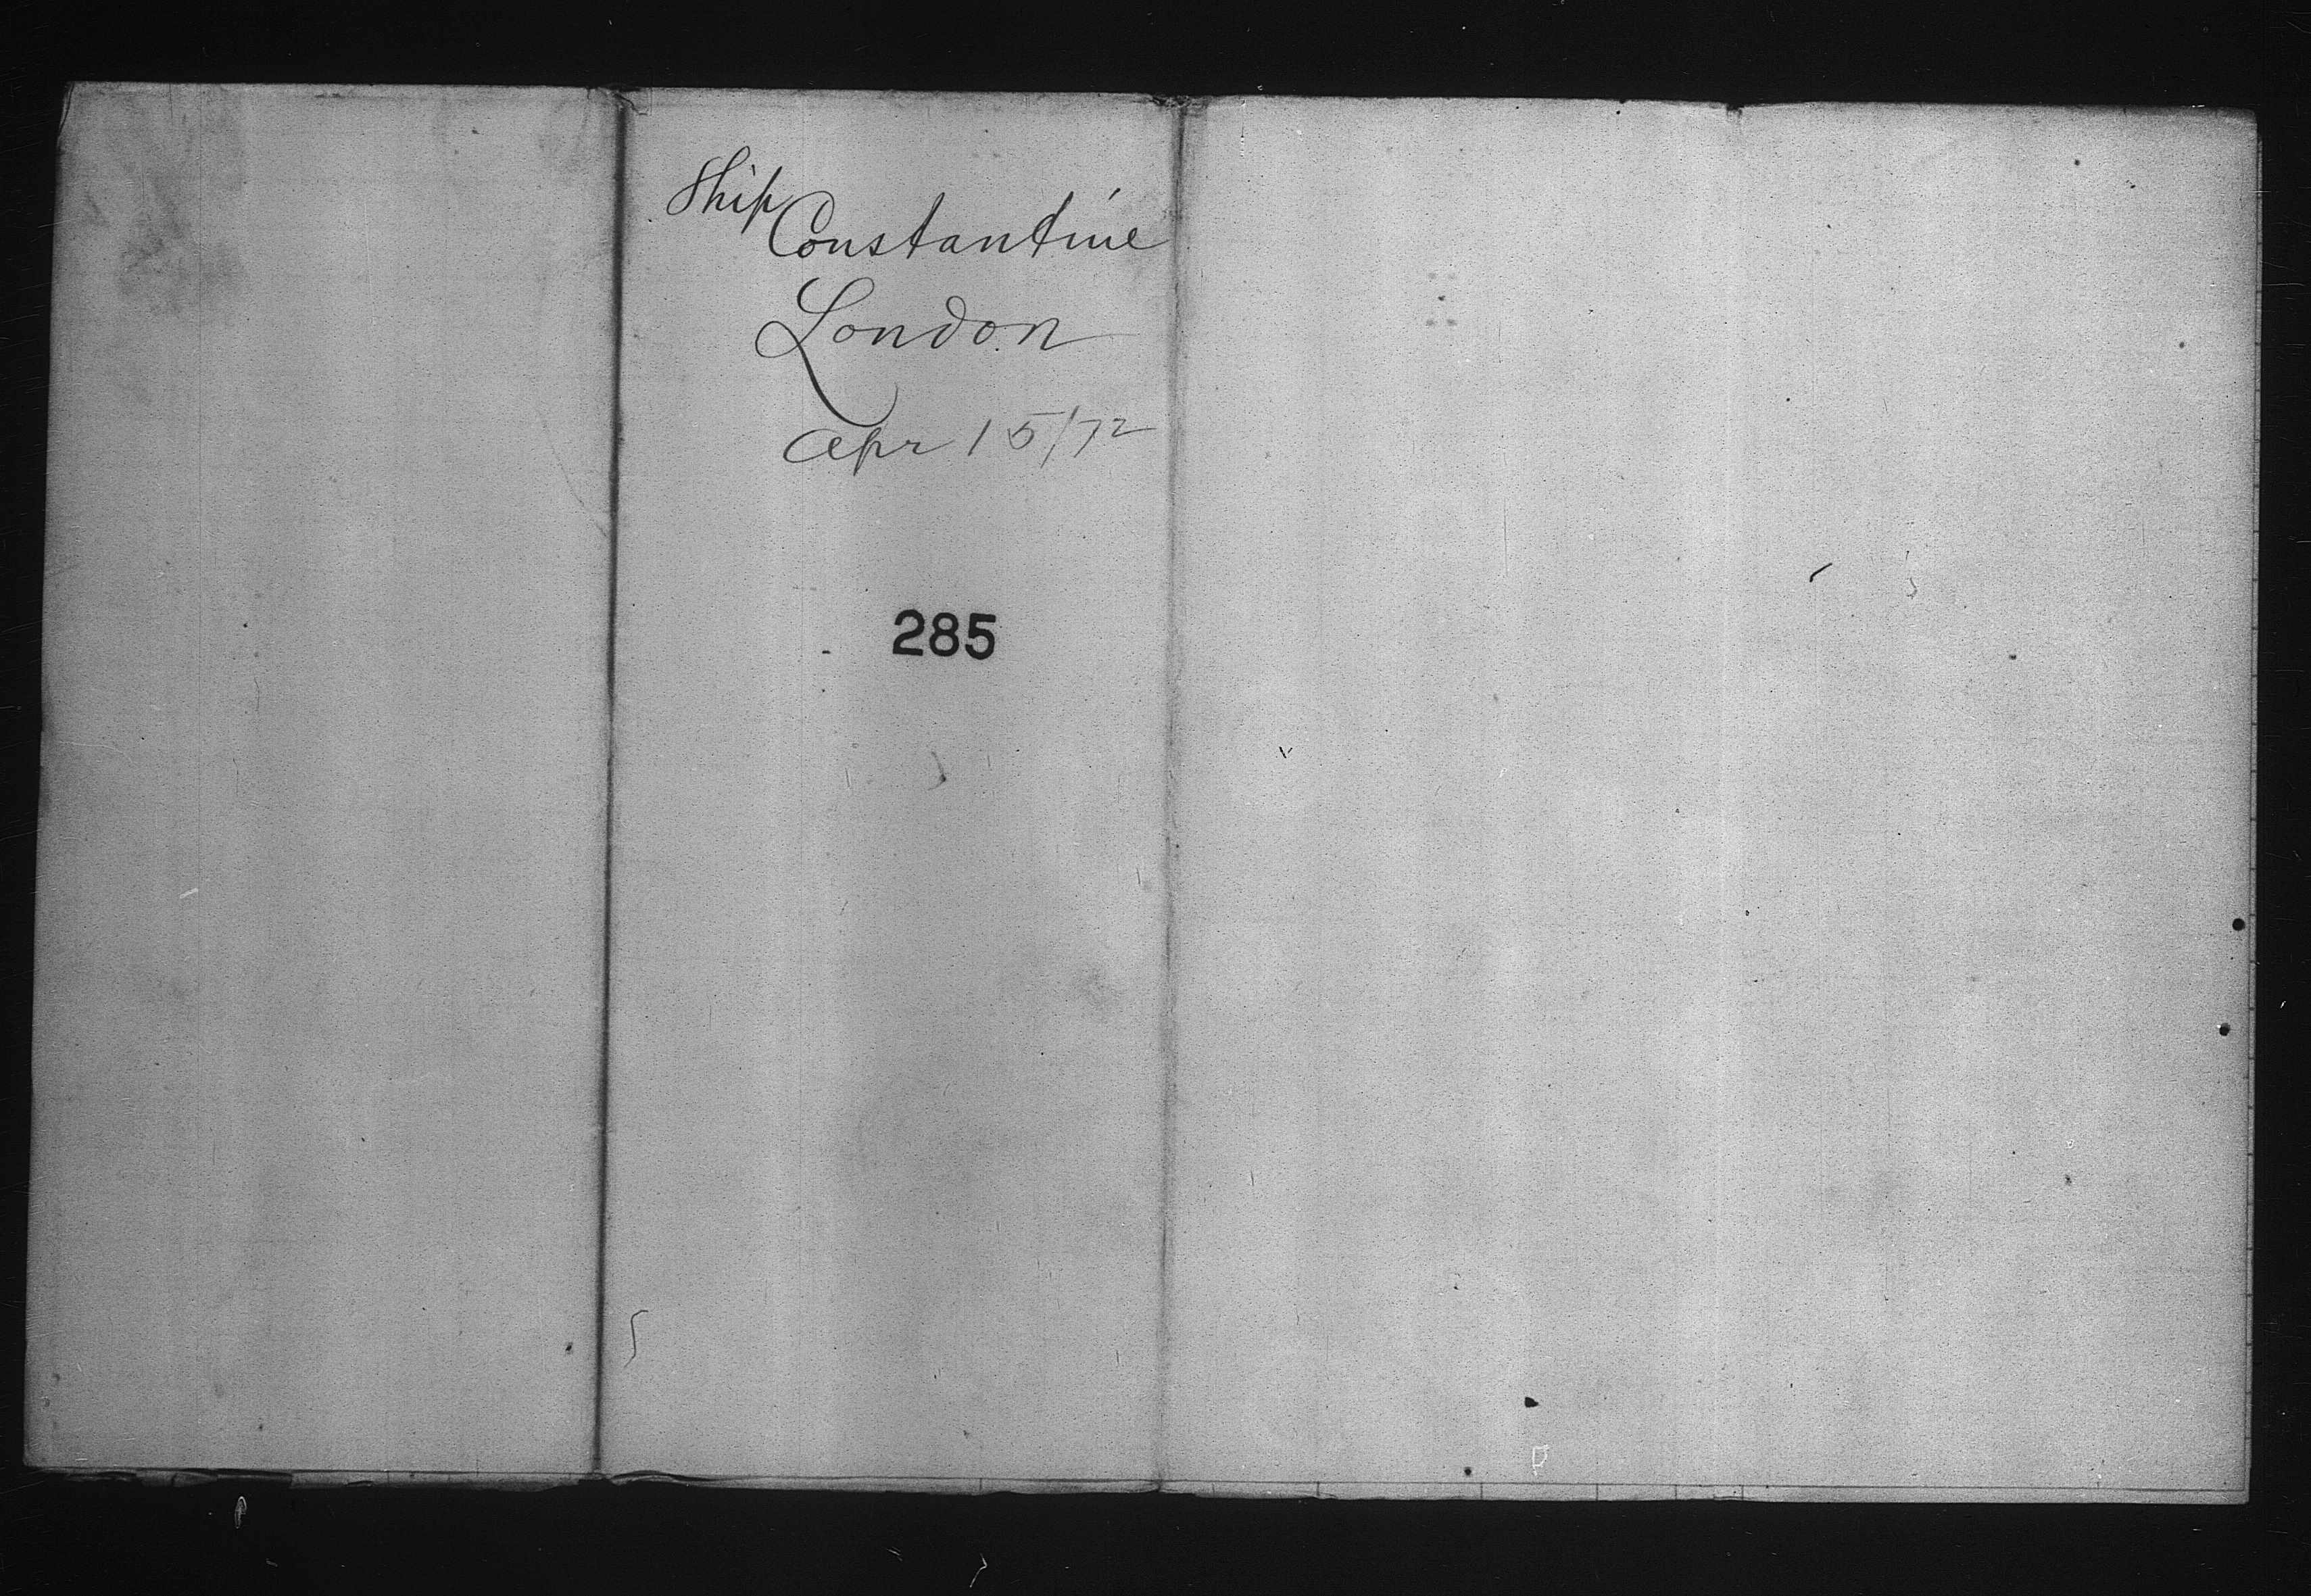 Ship
Constantine
London
Apr 15/72
285